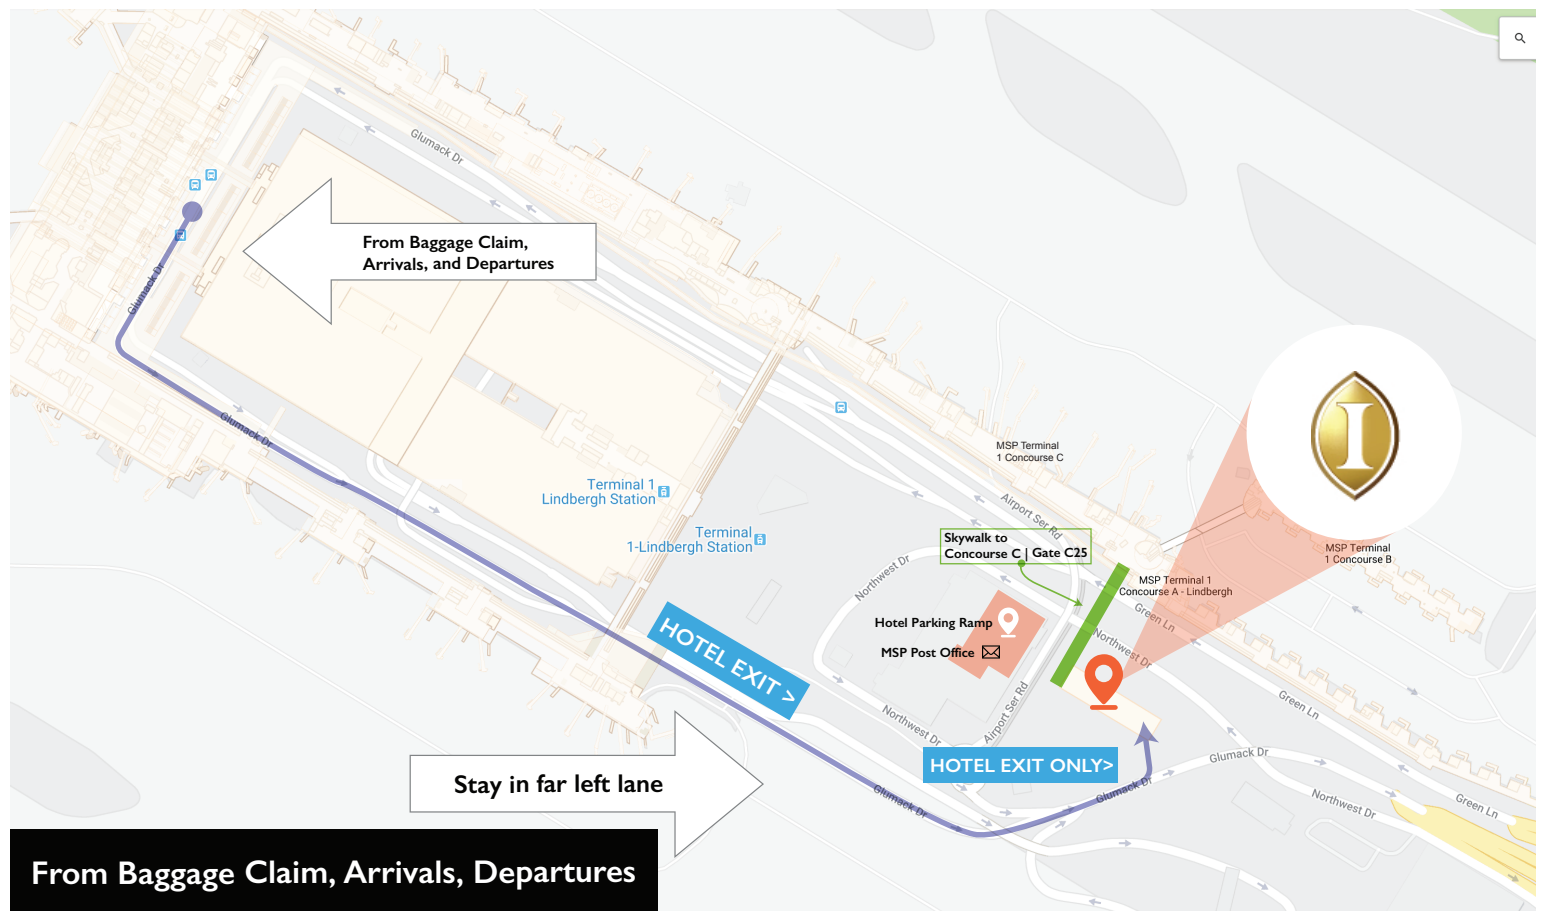 Glumack Dr
From Baggage Claim,
Arrivals, and Departures
Glumack Dr
Glumack Dr
MSP Terminal
1 Concourse C
Terminal 1
Lindbergh Station
Terminal
1-Lindbergh Station
Airport Ser Rd
Skywalk to
Concourse C | Gate C25
MSP Terminal
1 Concourse B
Northwest Dr
MSP Terminal 1
Concourse A - Lindbergh
Green Ln
Hotel Parking Ramp
MSP Post Office
Northwest Dr
HOTEL EXIT >
Airport Ser Rd
Northwest Dr
Green Ln
Glumack Dr
HOTEL EXIT ONLY>
Stay in far left lane
Glumack Dr
Glumack Dr
Northwest Dr
Green Ln
From Baggage Claim, Arrivals, Departures
I